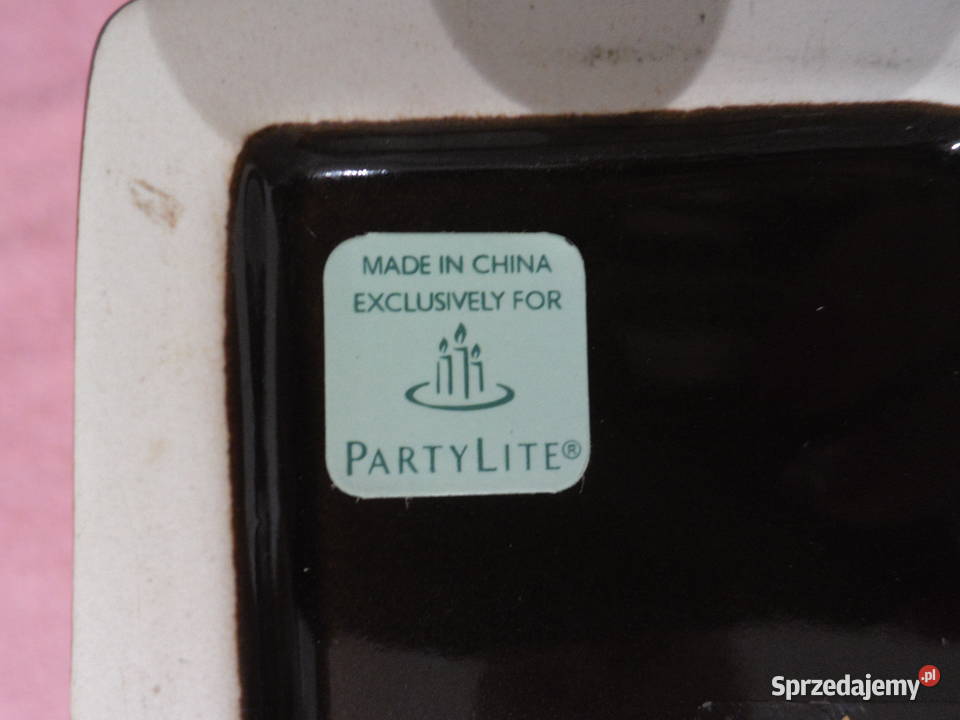 MADE IN CHINA
EXCLUSIVELY FOR
PARTYLITE®
Sprzedajemy.pl